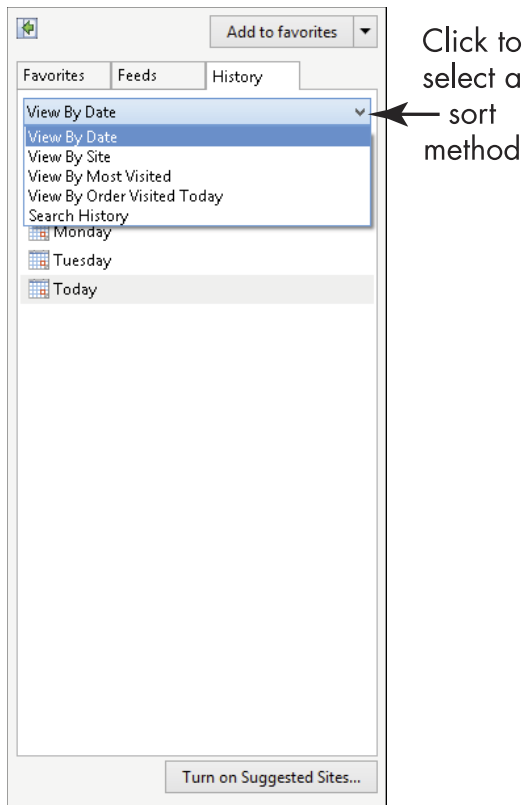 Add to favorites
Favorites
Feeds
History
View By Date
View By Date
View By Site
View By Most Visited
View By Order Visited Today
Search History
Monday
Tuesday
Today
Turn on Suggested Sites...
Click to
select a
sort
method